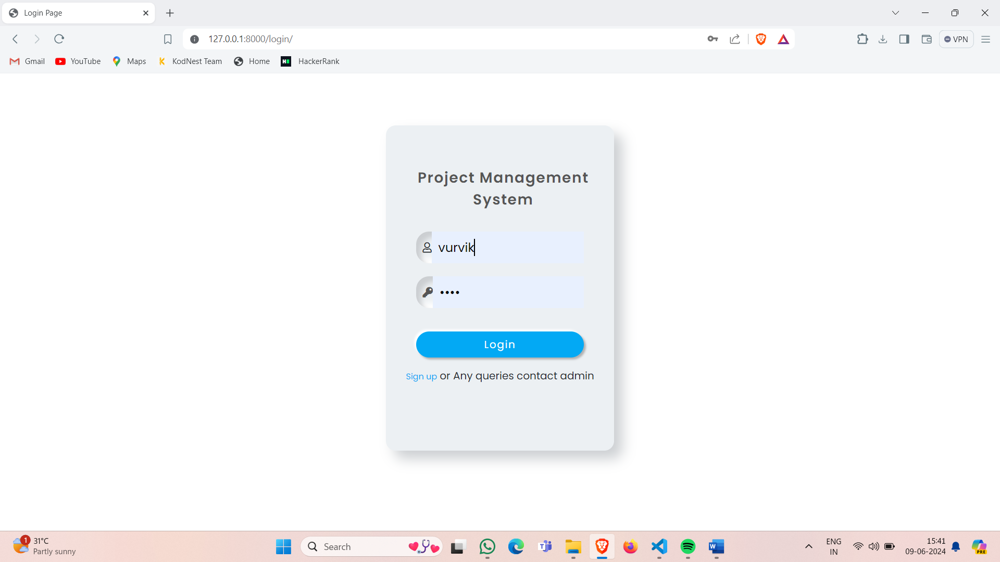 Login Page
127.0.0.1:8000/login/
VPN
Gmail YouTube Maps KodNest Team Home HackerRank
Project Management
System
vurvik
••••
Login
Sign up or Any queries contact admin
1
31°C
Partly sunny
Search
ENG
IN
15:41
09-06-2024
PRE